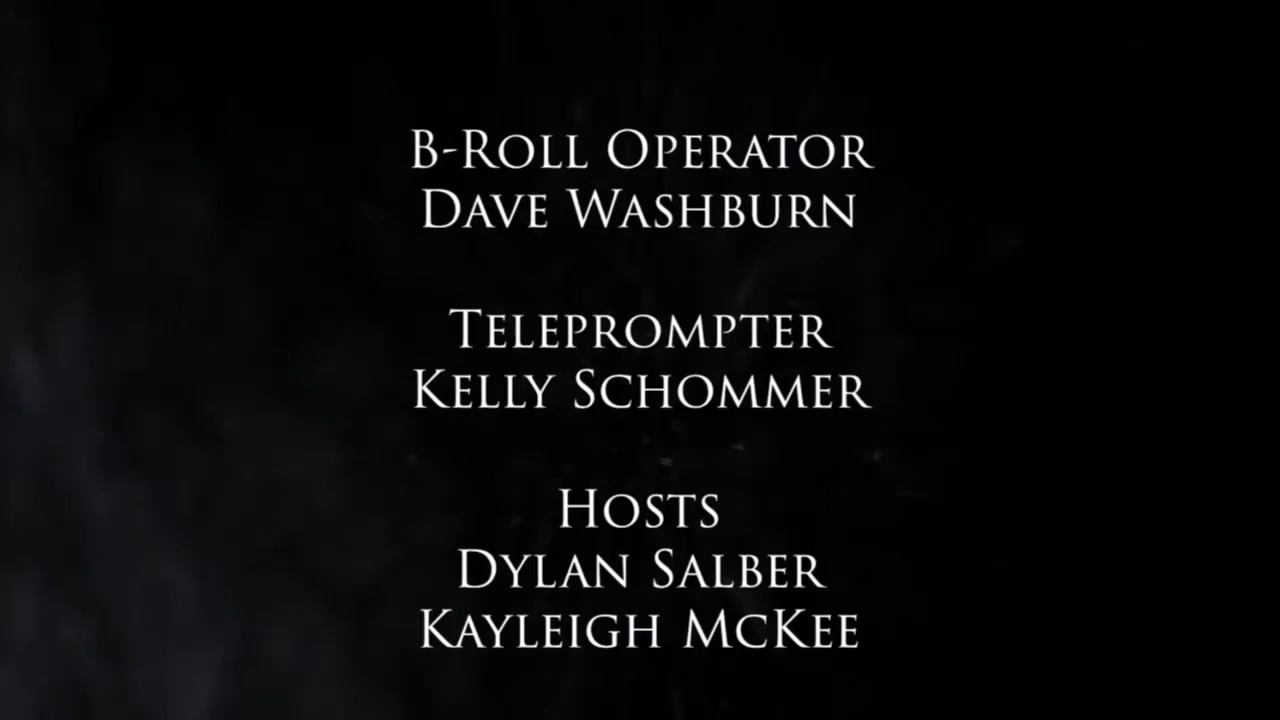 B-Roll Operator
Dave Washburn
Teleprompter
Kelly Schommer
Hosts
Dylan Salber
Kayleigh McKee